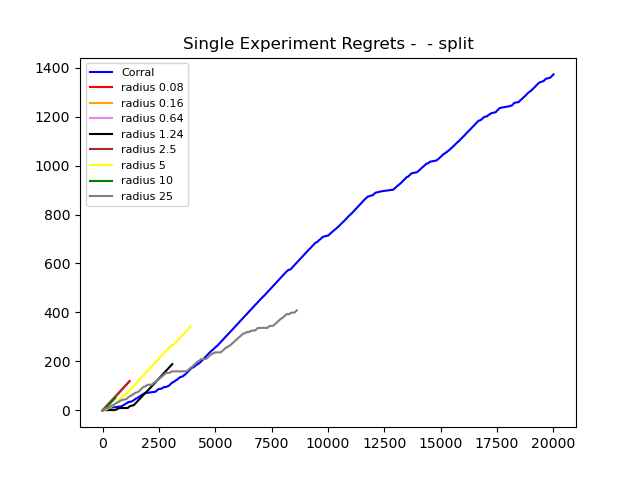 Single Experiment Regrets -  - split
1400
1200
1000
800
600
400
200
0
Corral
radius 0.08
radius 0.16
radius 0.64
radius 1.24
radius 2.5
radius 5
radius 10
radius 25
0 2500 5000 7500 10000 12500 15000 17500 20000